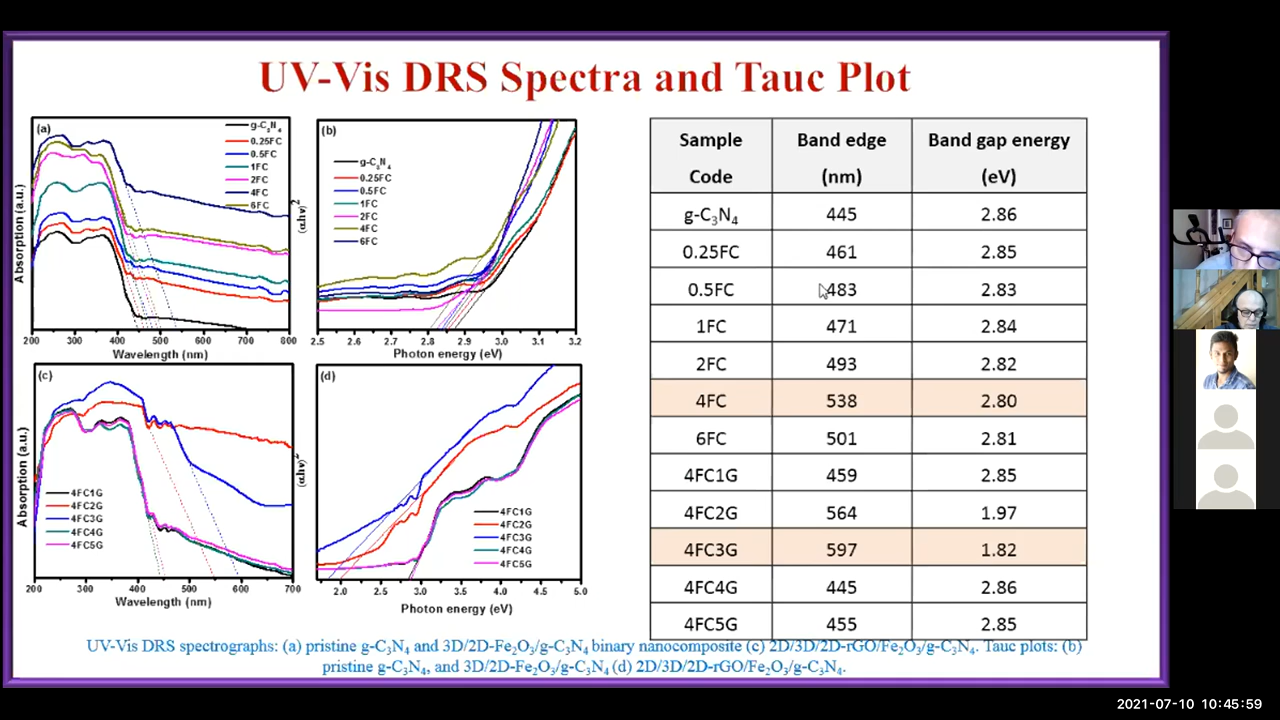 UV-Vis DRS Spectra and Tauc Plot
(a)
g-C₃N₄
0.25FC
0.5FC
1FC
2FC
4FC
6FC
Absorption (a.u.)
200 300 400 500 600 700 800
Wavelength (nm)
(b)
g-C₃N₄
0.25FC
0.5FC
1FC
2FC
4FC
6FC
(αhν)²
2.5 2.6 2.7 2.8 2.9 3.0 3.1 3.2
Photon energy (eV)
(c)
4FC1G
4FC2G
4FC3G
4FC4G
4FC5G
Absorption (a.u.)
200 300 400 500 600 700
Wavelength (nm)
(d)
4FC1G
4FC2G
4FC3G
4FC4G
4FC5G
(αhν)²
2.0 2.5 3.0 3.5 4.0 4.5 5.0
Photon energy (eV)
Sample Code Band edge (nm) Band gap energy (eV)
g-C₃N₄ 445 2.86
0.25FC 461 2.85
0.5FC 483 2.83
1FC 471 2.84
2FC 493 2.82
4FC 538 2.80
6FC 501 2.81
4FC1G 459 2.85
4FC2G 564 1.97
4FC3G 597 1.82
4FC4G 445 2.86
4FC5G 455 2.85
UV-Vis DRS spectrographs: (a) pristine g-C₃N₄ and 3D/2D-Fe₂O₃/g-C₃N₄ binary nanocomposite (c) 2D/3D/2D-rGO/Fe₂O₃/g-C₃N₄. Tauc plots: (b)
pristine g-C₃N₄, and 3D/2D-Fe₂O₃/g-C₃N₄ (d) 2D/3D/2D-rGO/Fe₂O₃/g-C₃N₄.
2021-07-10 10:45:59